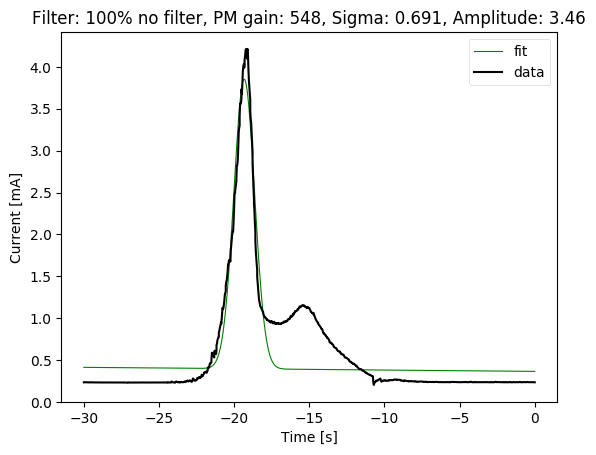 Filter: 100% no filter, PM gain: 548, Sigma: 0.691, Amplitude: 3.46
fit
data
4.0
3.5
3.0
2.5
2.0
1.5
1.0
0.5
0.0
Current [mA]
−30 −25 −20 −15 −10 −5 0
Time [s]